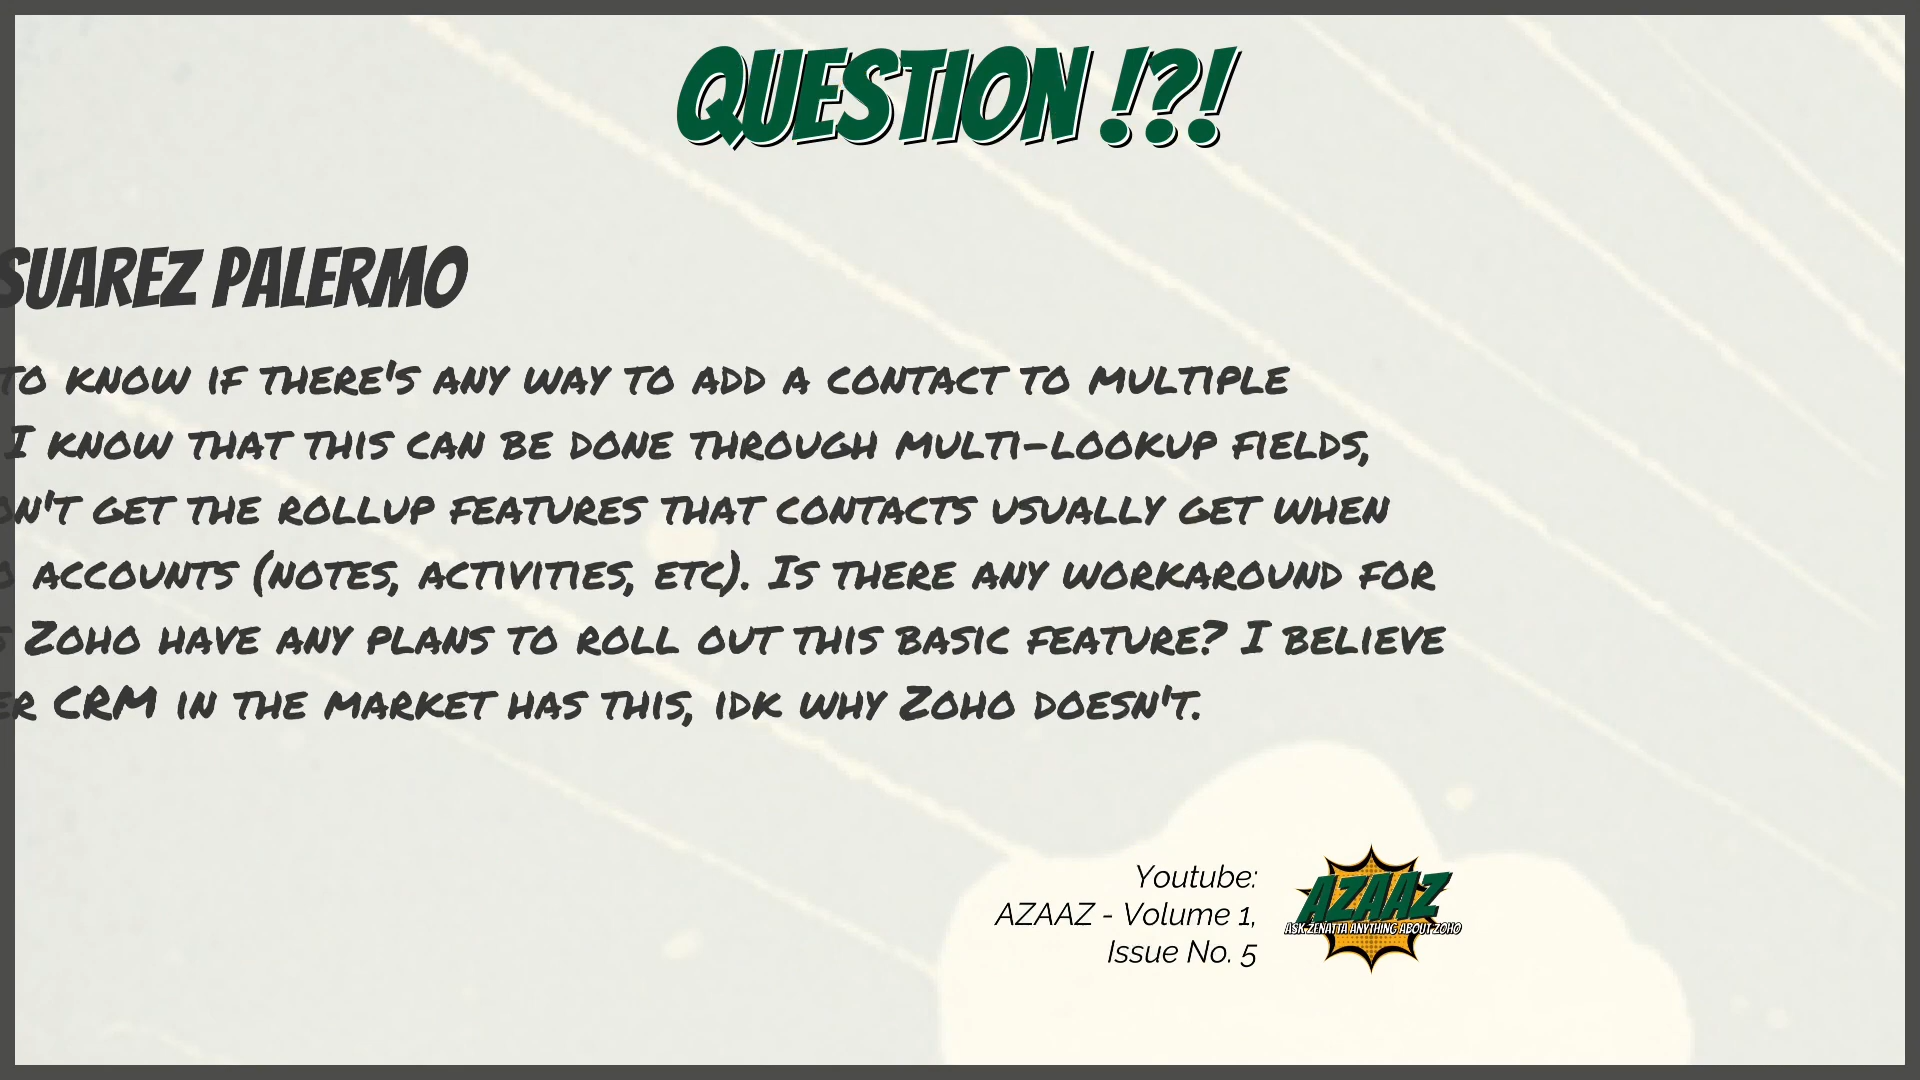 QUESTION !?!
SUAREZ PALERMO
TO KNOW IF THERE'S ANY WAY TO ADD A CONTACT TO MULTIPLE
I KNOW THAT THIS CAN BE DONE THROUGH MULTI-LOOKUP FIELDS,
GET THE ROLLUP FEATURES THAT CONTACTS USUALLY GET WHEN
ACCOUNTS (NOTES, ACTIVITIES, ETC). IS THERE ANY WORKAROUND FOR
ZOHO HAVE ANY PLANS TO ROLL OUT THIS BASIC FEATURE? I BELIEVE
CRM IN THE MARKET HAS THIS, IDK WHY ZOHO DOESN'T.
Youtube:
AZAAZ - Volume 1,
Issue No. 5
AZAAZ
ASK ZENATTA ANYTHING ABOUT ZOHO